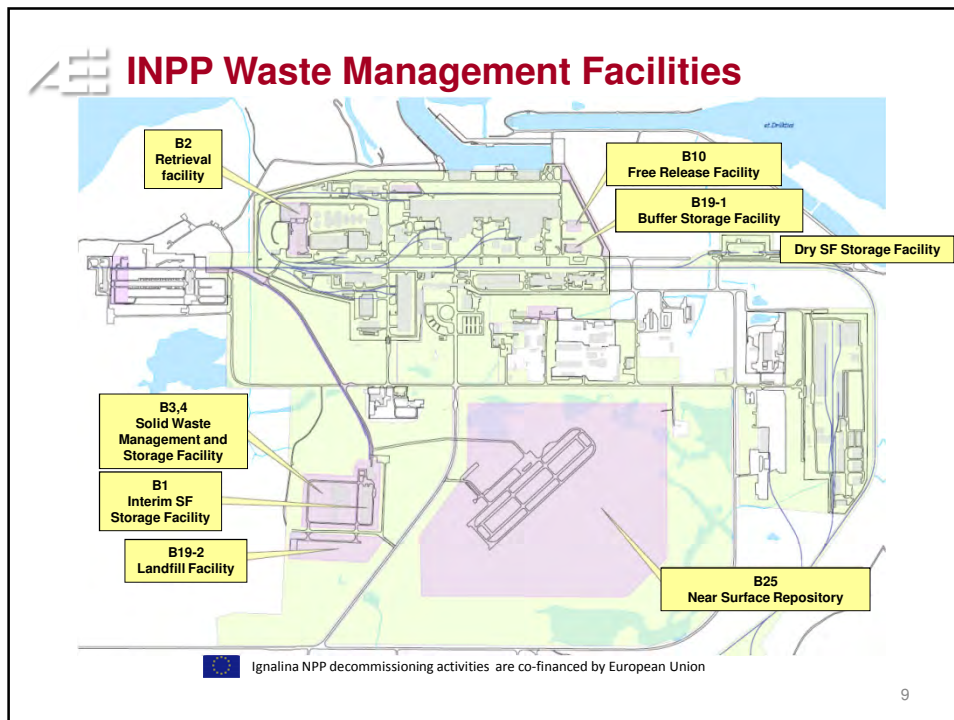 INPP Waste Management Facilities
ež.Drūkšiai
B2
Retrieval
facility
B10
Free Release Facility
B19-1
Buffer Storage Facility
Dry SF Storage Facility
B3,4
Solid Waste
Management and
Storage Facility
B1
Interim SF
Storage Facility
B19-2
Landfill Facility
B25
Near Surface Repository
Ignalina NPP decommissioning activities are co-financed by European Union
9